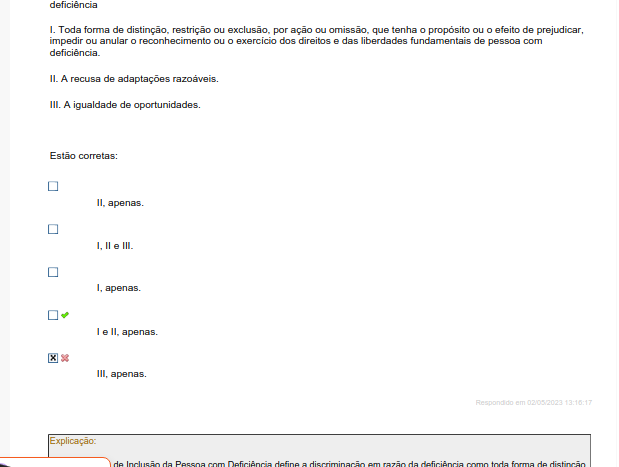 deficiência
I. Toda forma de distinção, restrição ou exclusão, por ação ou omissão, que tenha o propósito ou o efeito de prejudicar,
impedir ou anular o reconhecimento ou o exercício dos direitos e das liberdades fundamentais de pessoa com
deficiência.
II. A recusa de adaptações razoáveis.
III. A igualdade de oportunidades.
Estão corretas:
II, apenas.
I, II e III.
I, apenas.
I e II, apenas.
III, apenas.
Respondido em 02/05/2023 13:16:17
Explicação:
de Inclusão da Pessoa com Deficiência define a discriminação em razão da deficiência como toda forma de distinção